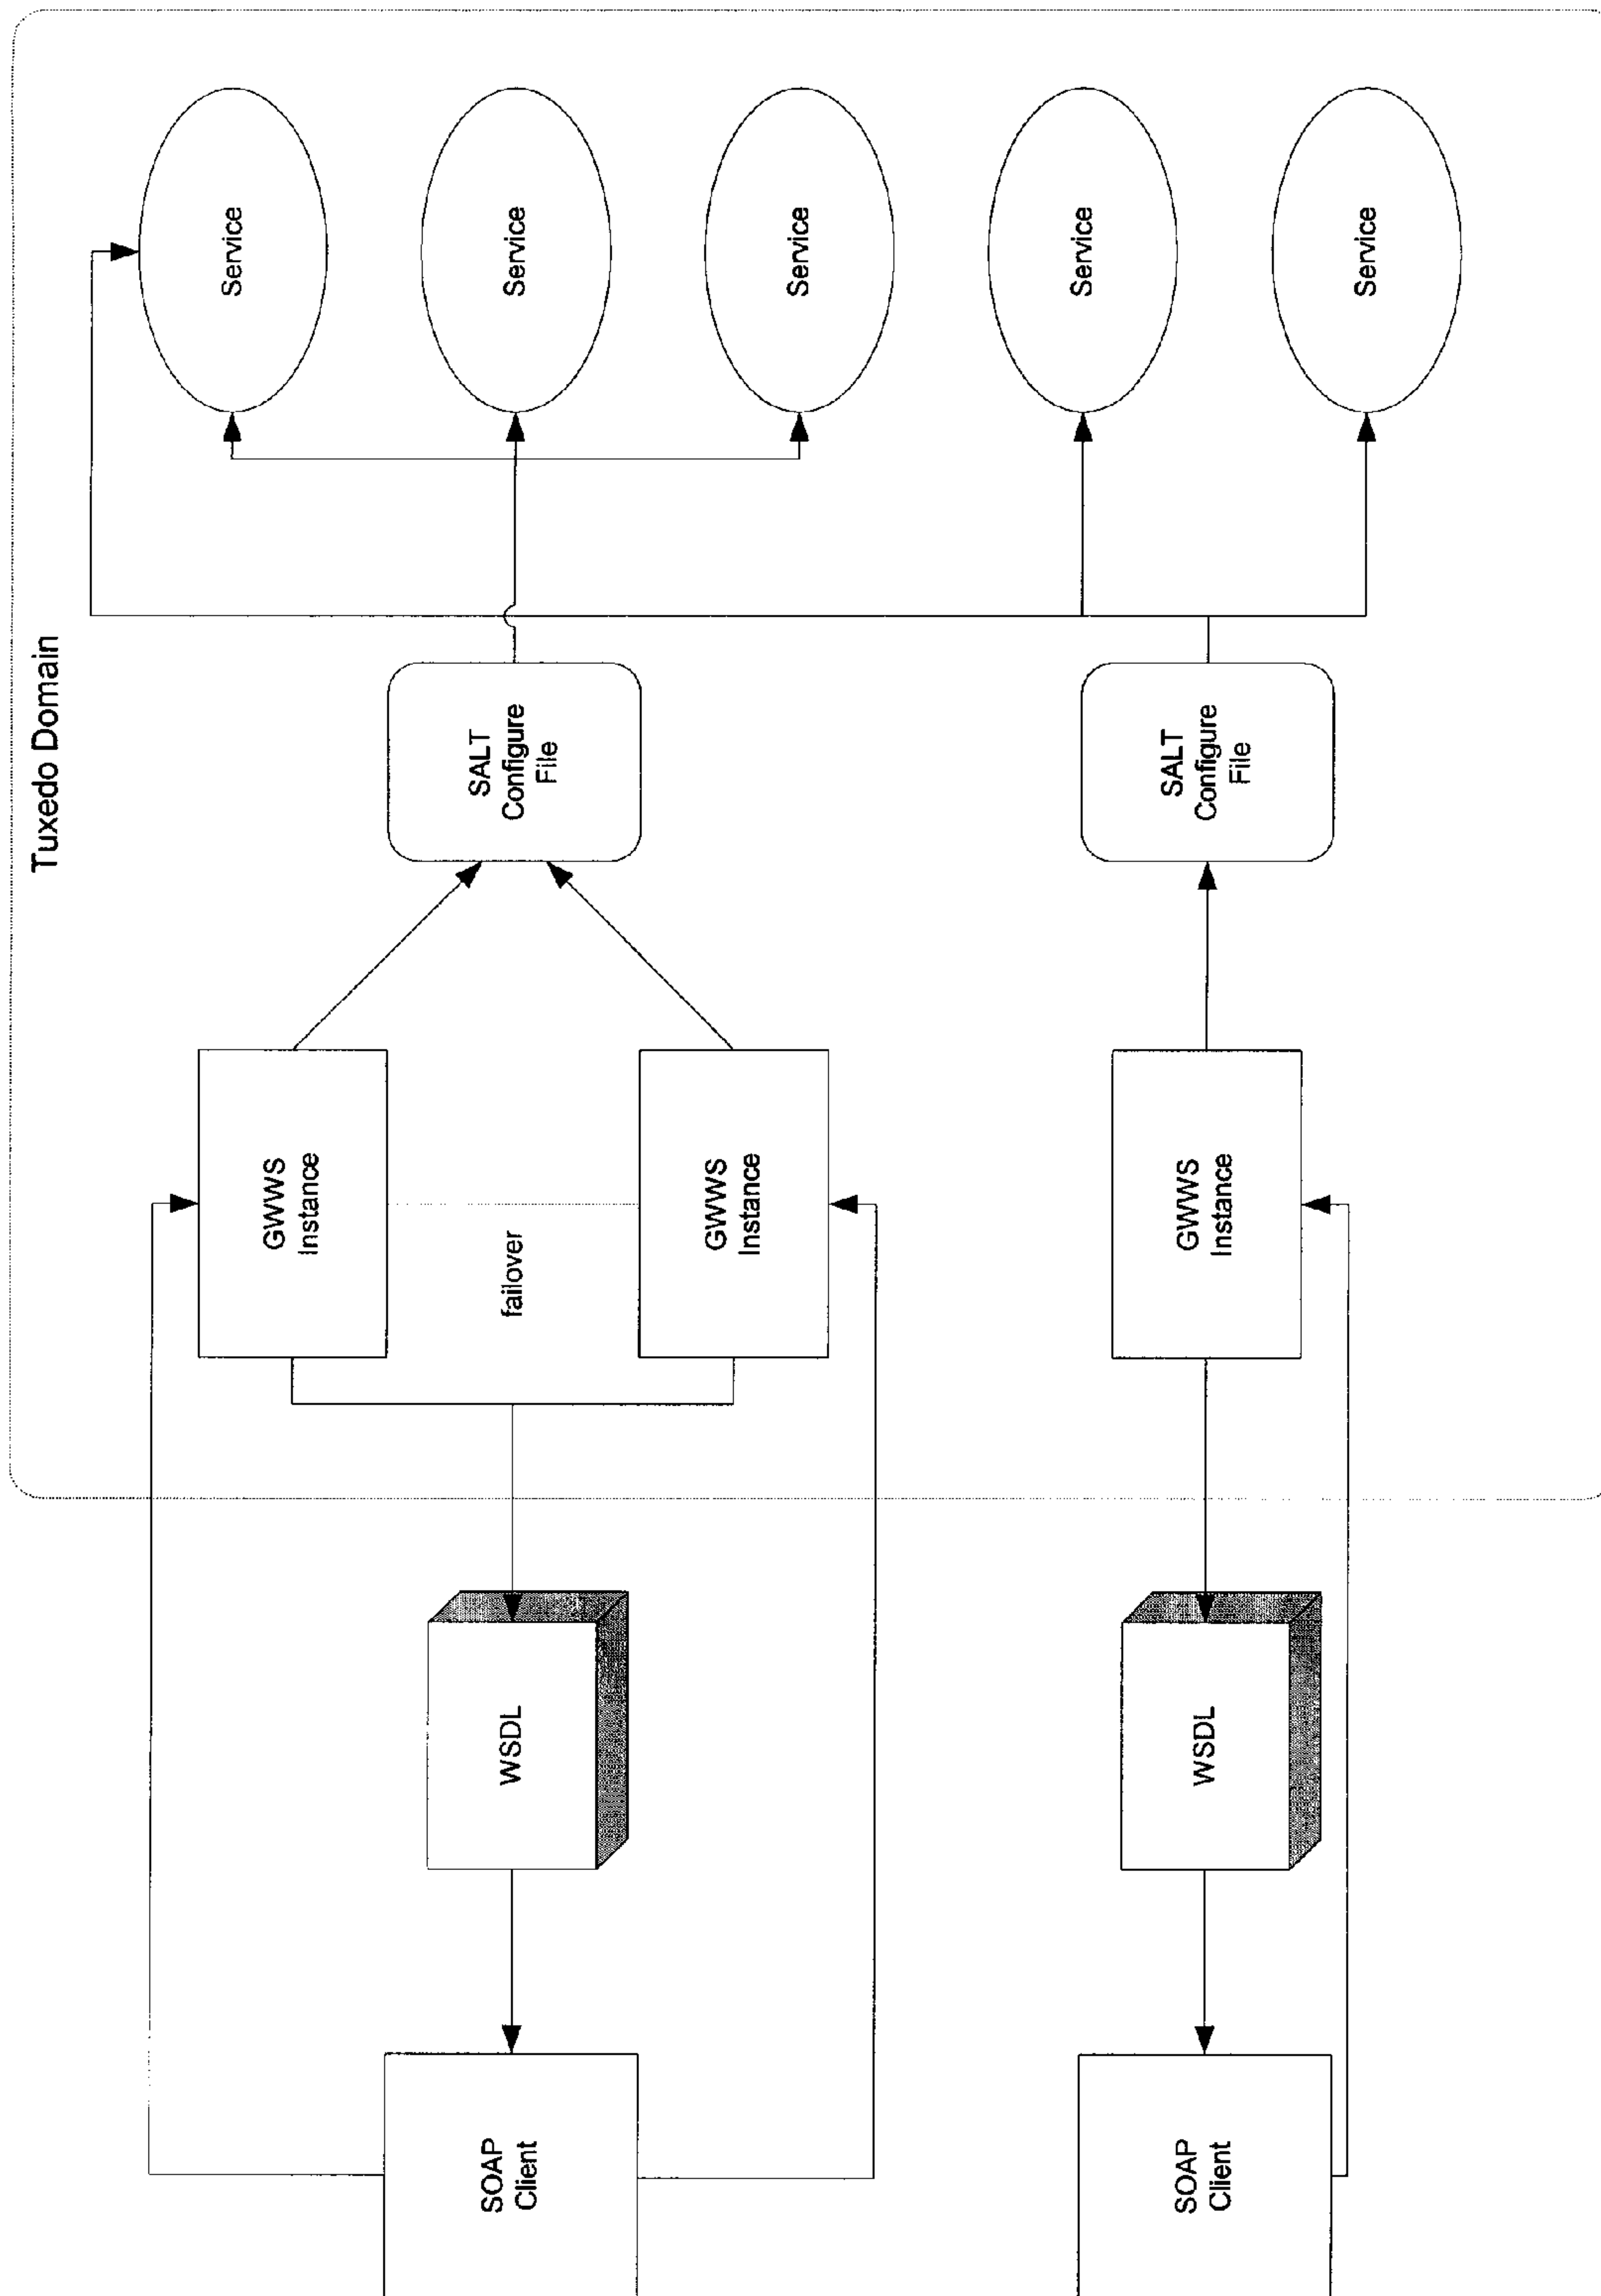 Tuxedo Domain
SOAP
Client
WSDL
GWWS
Instance
failover
GWWS
Instance
SALT
Configure
File
Service
Service
Service
SOAP
Client
WSDL
GWWS
Instance
SALT
Configure
File
Service
Service